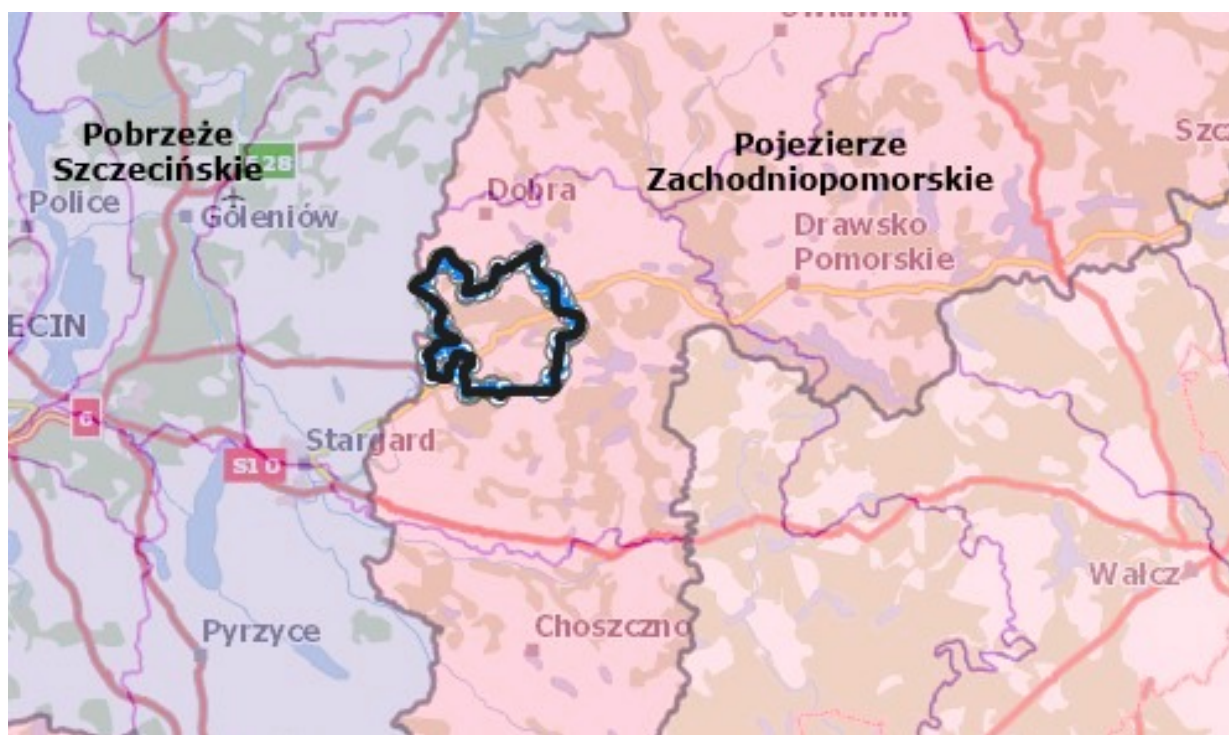 Pobrzeże
Szczecińskie
Pojezierze
Zachodniopomorskie
Police
Goleniów
Dobra
Drawsko
Pomorskie
ECIN
6
Stargard
S10
Wałcz
Pyrzyce
Choszczno